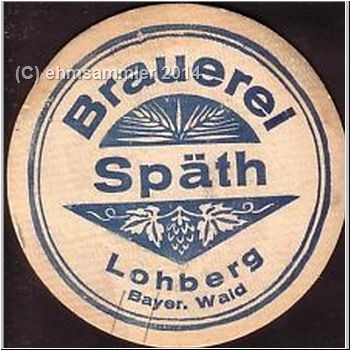 (C) ehmsammler 2014
Brauerei
Späth
Lohberg
Bayer. Wald